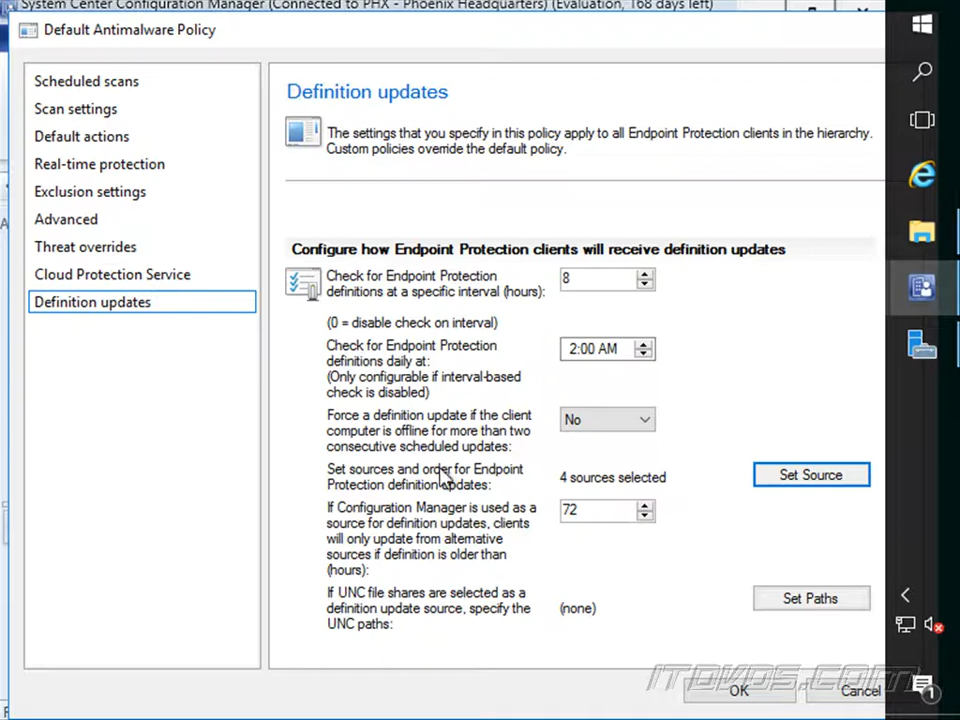 System Center Configuration Manager (Connected to PHX - Phoenix Headquarters) (Evaluation, 168 days left)
Default Antimalware Policy
Scheduled scans
Scan settings
Default actions
Real-time protection
Exclusion settings
Advanced
Threat overrides
Cloud Protection Service
Definition updates
Definition updates
The settings that you specify in this policy apply to all Endpoint Protection clients in the hierarchy.
Custom policies override the default policy.
Configure how Endpoint Protection clients will receive definition updates
Check for Endpoint Protection
definitions at a specific interval (hours):
8
(0 = disable check on interval)
Check for Endpoint Protection
definitions daily at:
(Only configurable if interval-based
check is disabled)
2:00 AM
Force a definition update if the client
computer is offline for more than two
consecutive scheduled updates:
No
Set sources and order for Endpoint
Protection definition updates:
4 sources selected
Set Source
If Configuration Manager is used as a
source for definition updates, clients
will only update from alternative
sources if definition is older than
(hours):
72
If UNC file shares are selected as a
definition update source, specify the
UNC paths:
(none)
Set Paths
OK
Cancel
ITDVDS.COM
1